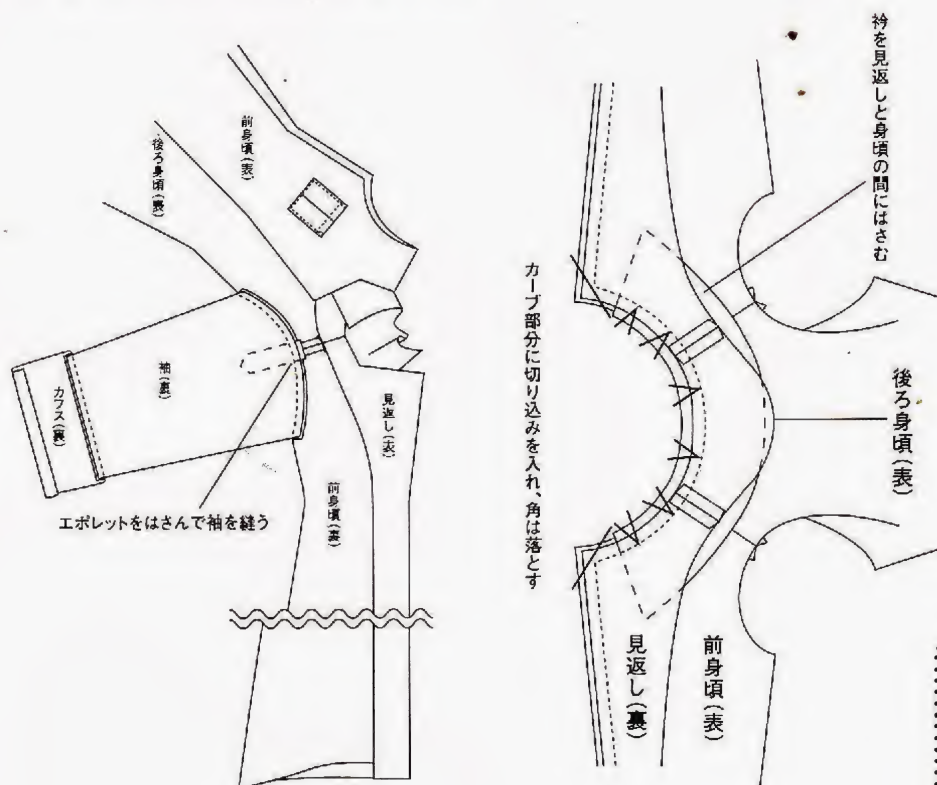 衿を見返しと身頃の間にはさむ
後ろ身頃(表)
前身頃(表)
見返し(裏)
カーブ部分に切り込みを入れ、角は落とす
前身頃(表)
後ろ身頃(裏)
袖(裏)
カフス(裏)
見返し(表)
前身頃(裏)
エポレットをはさんで袖を縫う